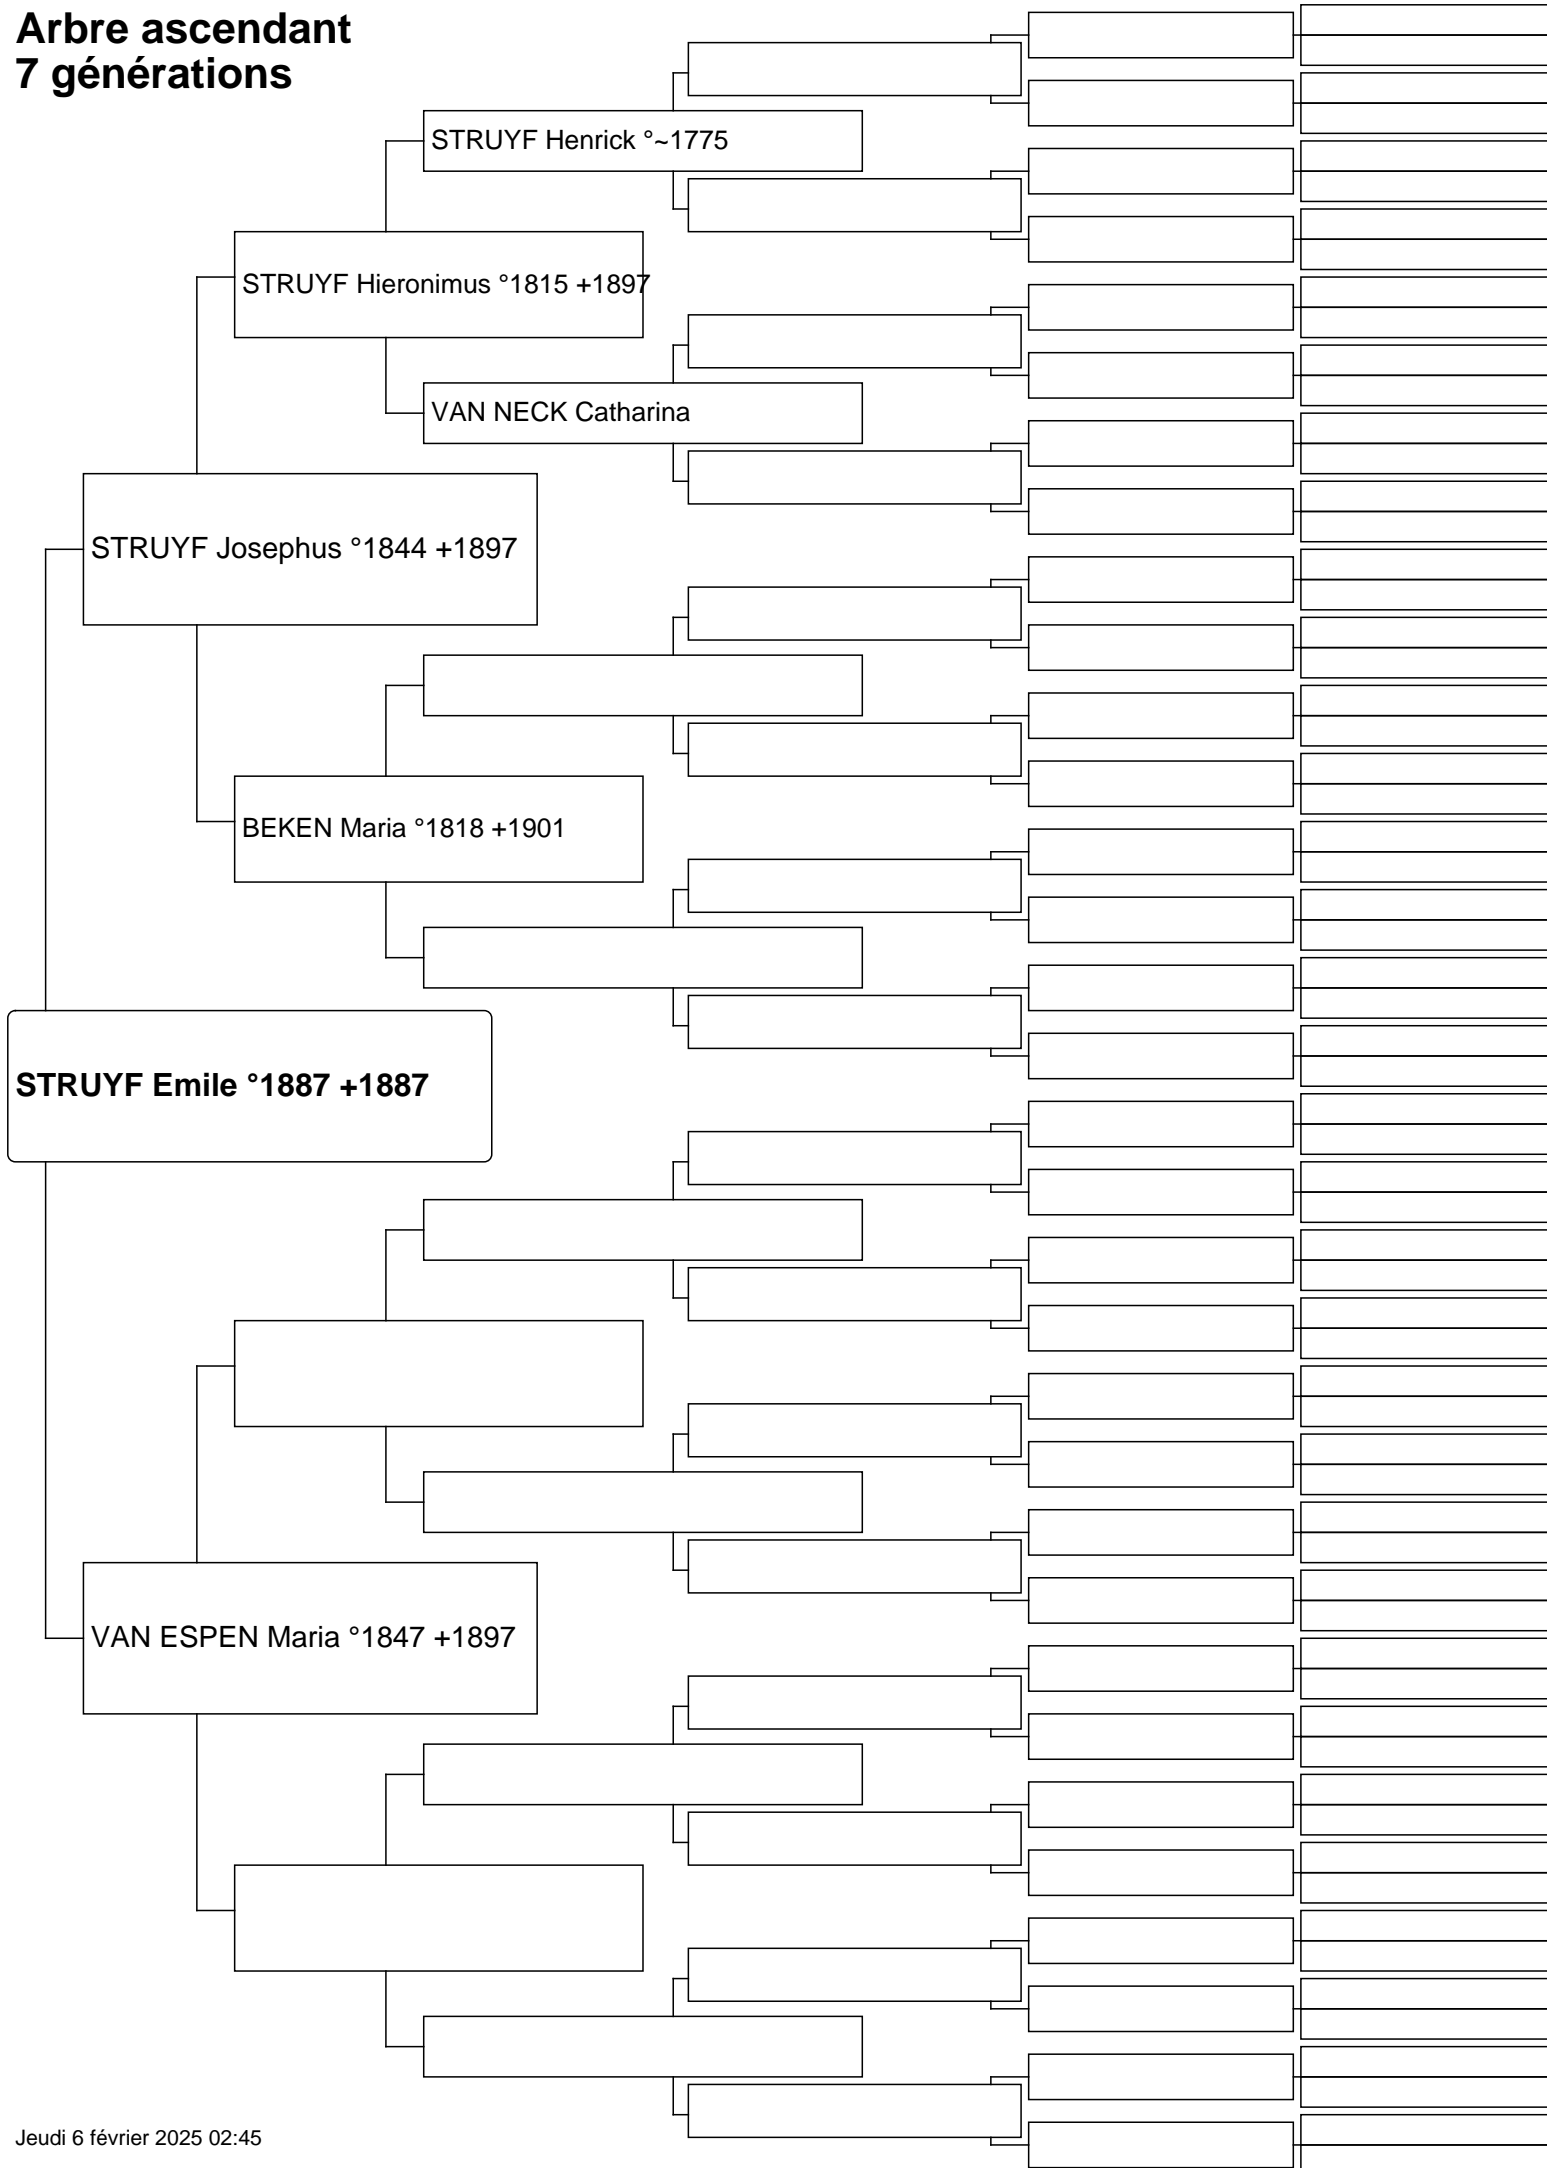 Arbre ascendant
7 générations
STRUYF Henrick °~1775
STRUYF Hieronimus °1815 +1897
VAN NECK Catharina
STRUYF Josephus °1844 +1897
BEKEN Maria °1818 +1901
STRUYF Emile °1887 +1887
VAN ESPEN Maria °1847 +1897
Jeudi 6 février 2025 02:45